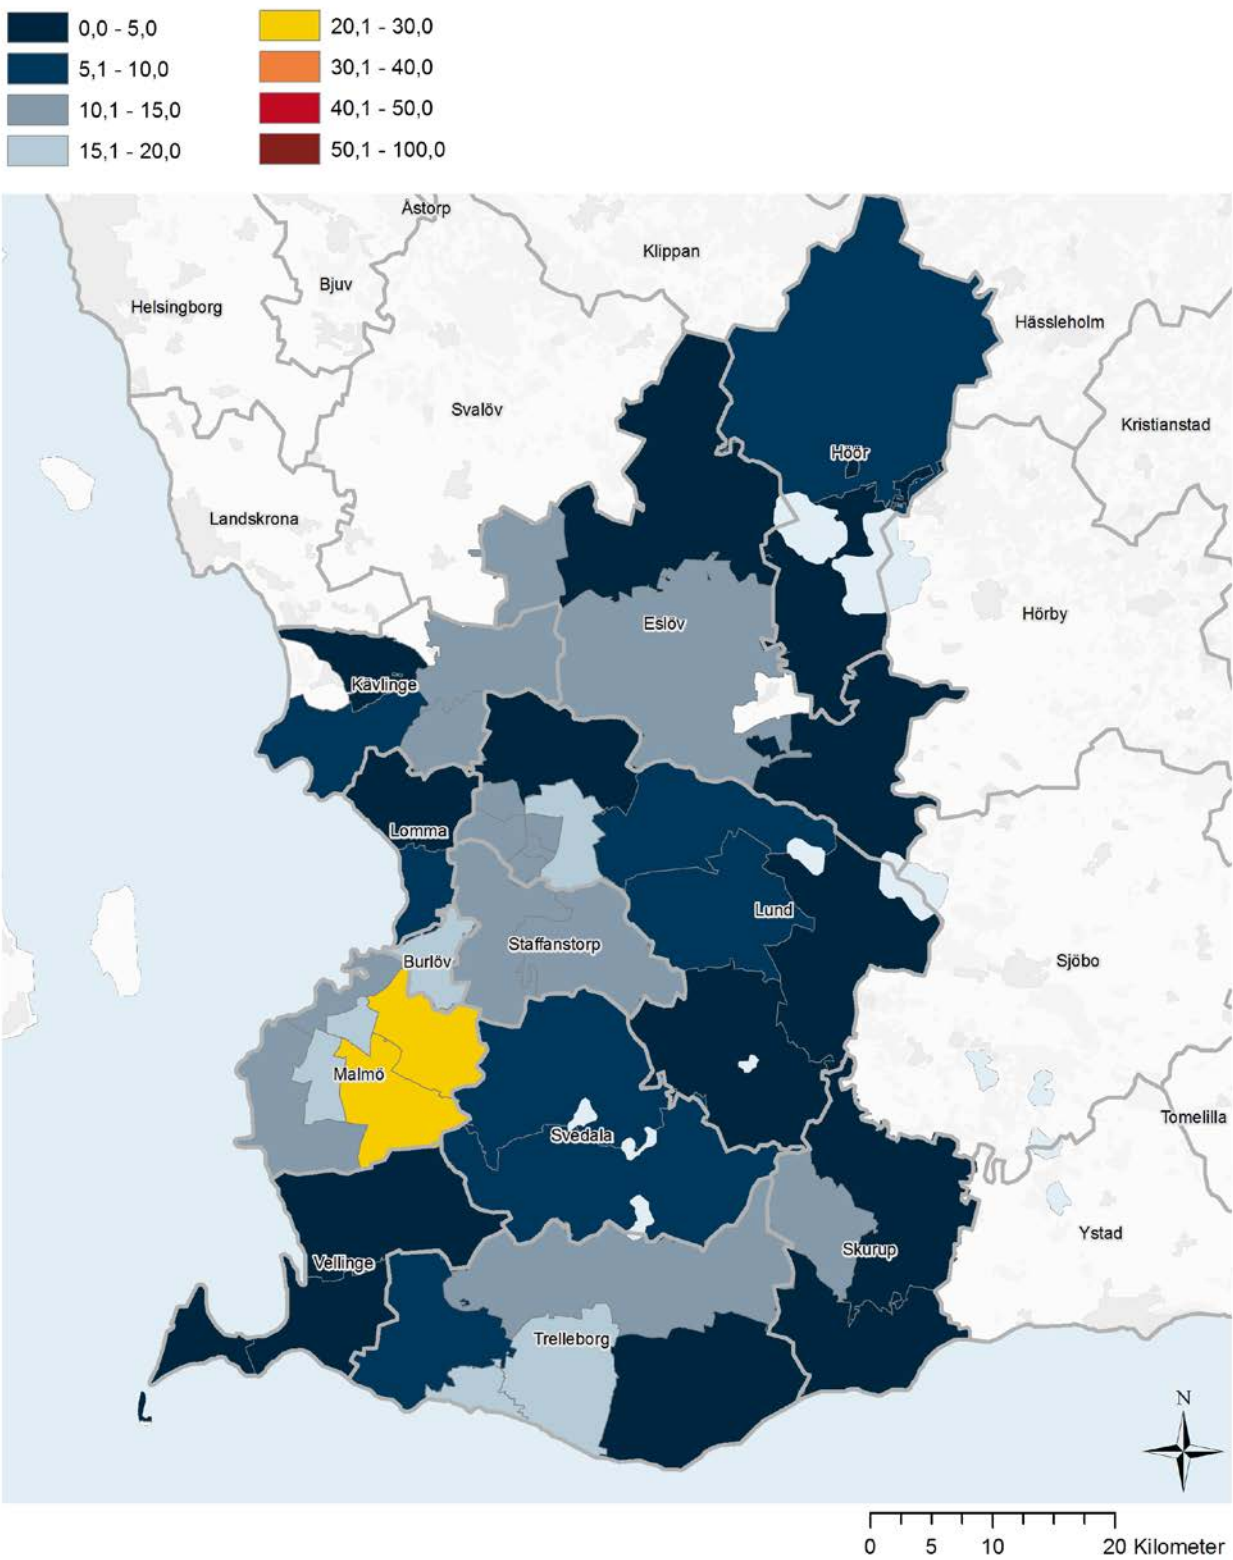 0,0 - 5,0
5,1 - 10,0
10,1 - 15,0
15,1 - 20,0
20,1 - 30,0
30,1 - 40,0
40,1 - 50,0
50,1 - 100,0
Åstorp
Klippan
Bjuv
Helsingborg
Hässleholm
Svalöv
Kristianstad
Höör
Landskrona
Hörby
Eslöv
Kävlinge
Lomma
Lund
Staffanstorp
Burlöv
Sjöbo
Malmö
Tomelilla
Svedala
Ystad
Skurup
Vellinge
Trelleborg
N
0 5 10 20 Kilometer